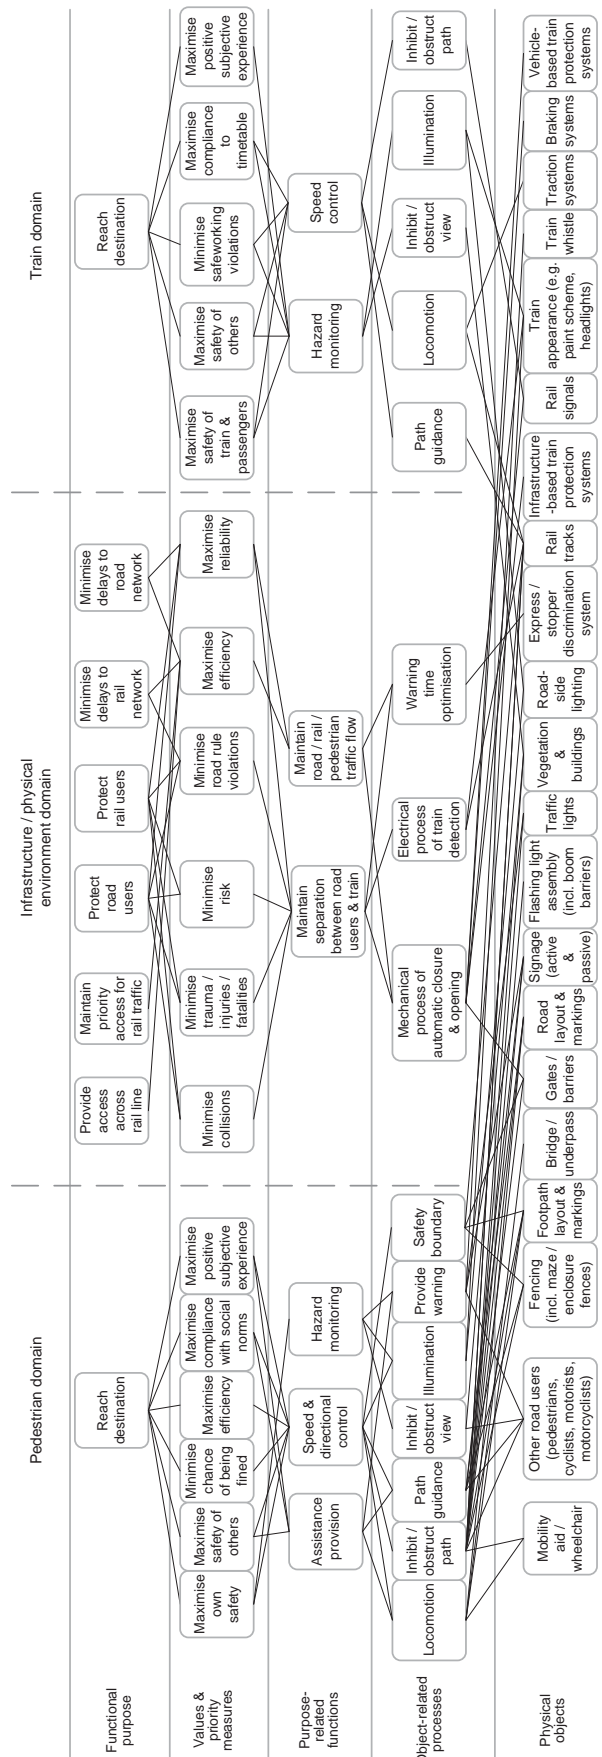 Pedestrian domain
Infrastructure / physical
environment domain
Train domain
Functional
purpose
Reach
destination
Provide
access
across
rail line
Maintain
priority
access for
rail traffic
Protect
road
users
Protect
rail users
Minimise
delays to
rail
network
Minimise
delays to
road
network
Reach
destination
Values &
priority
measures
Maximise
own
safety
Maximise
safety of
others
Minimise
chance
of being
fined
Maximise
efficiency
Maximise
compliance
with social
norms
Maximise
positive
subjective
experience
Minimise
collisions
Minimise
trauma /
injuries /
fatalities
Minimise
risk
Minimise
road rule
violations
Maximise
efficiency
Maximise
reliability
Maximise
safety of
train &
passengers
Maximise
safety of
others
Minimise
safeworking
violations
Maximise
compliance
to
timetable
Maximise
positive
subjective
experience
Purpose-
related
functions
Assistance
provision
Speed &
directional
control
Hazard
monitoring
Maintain
separation
between road
users & train
Maintain
road / rail /
pedestrian
traffic flow
Hazard
monitoring
Speed
control
Object-related
processes
Locomotion
Inhibit /
obstruct
path
Path
guidance
Inhibit /
obstruct
view
Illumination
Provide
warning
Safety
boundary
Mechanical
process of
automatic closure
& opening
Electrical
process
of train
detection
Warning
time
optimisation
Path
guidance
Locomotion
Inhibit /
obstruct
view
Illumination
Inhibit /
obstruct
path
Physical
objects
Mobility
aid /
wheelchair
Other road users
(pedestrians,
cyclists, motorists,
motorcyclists)
Fencing
(incl. maze /
enclosure
fences)
Footpath
layout &
markings
Bridge /
underpass
Gates /
barriers
Road
layout &
markings
Signage
(active
&
passive)
Flashing light
assembly
(incl. boom
barriers)
Traffic
lights
Vegetation
&
buildings
Road-
side
lighting
Express /
stopper
discrimination
system
Rail
tracks
Infrastructure
-based train
protection
systems
Rail
signals
Train
appearance (e.g.
paint scheme,
headlights)
Train
whistle
Traction
systems
Braking
systems
Vehicle-
based train
protection
systems